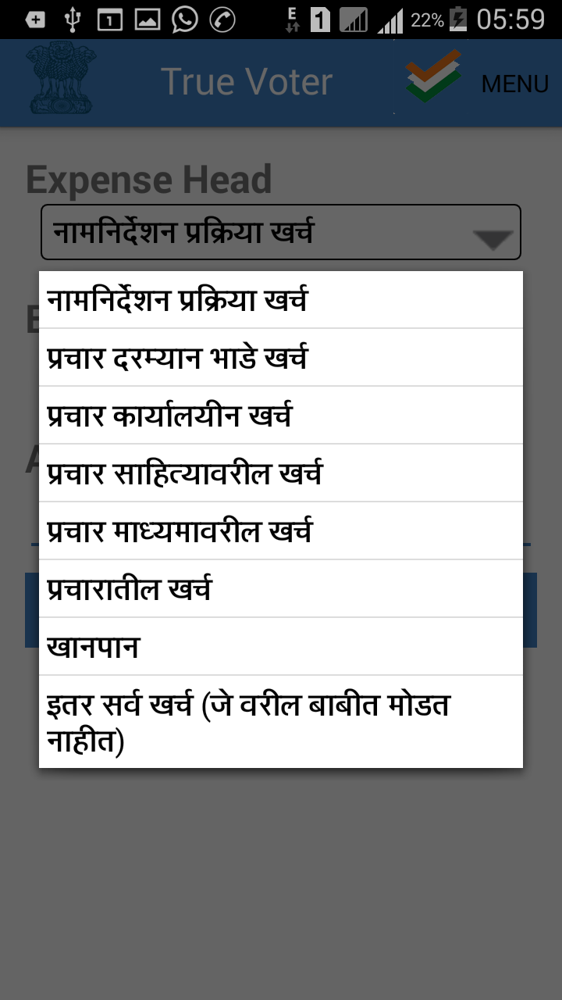 1
E
1
22%
05:59
True Voter
MENU
Expense Head
नामनिर्देशन प्रक्रिया खर्च
नामनिर्देशन प्रक्रिया खर्च
प्रचार दरम्यान भाडे खर्च
प्रचार कार्यालयीन खर्च
प्रचार साहित्यावरील खर्च
प्रचार माध्यमावरील खर्च
प्रचारातील खर्च
खानपान
इतर सर्व खर्च (जे वरील बाबीत मोडत
नाहीत)